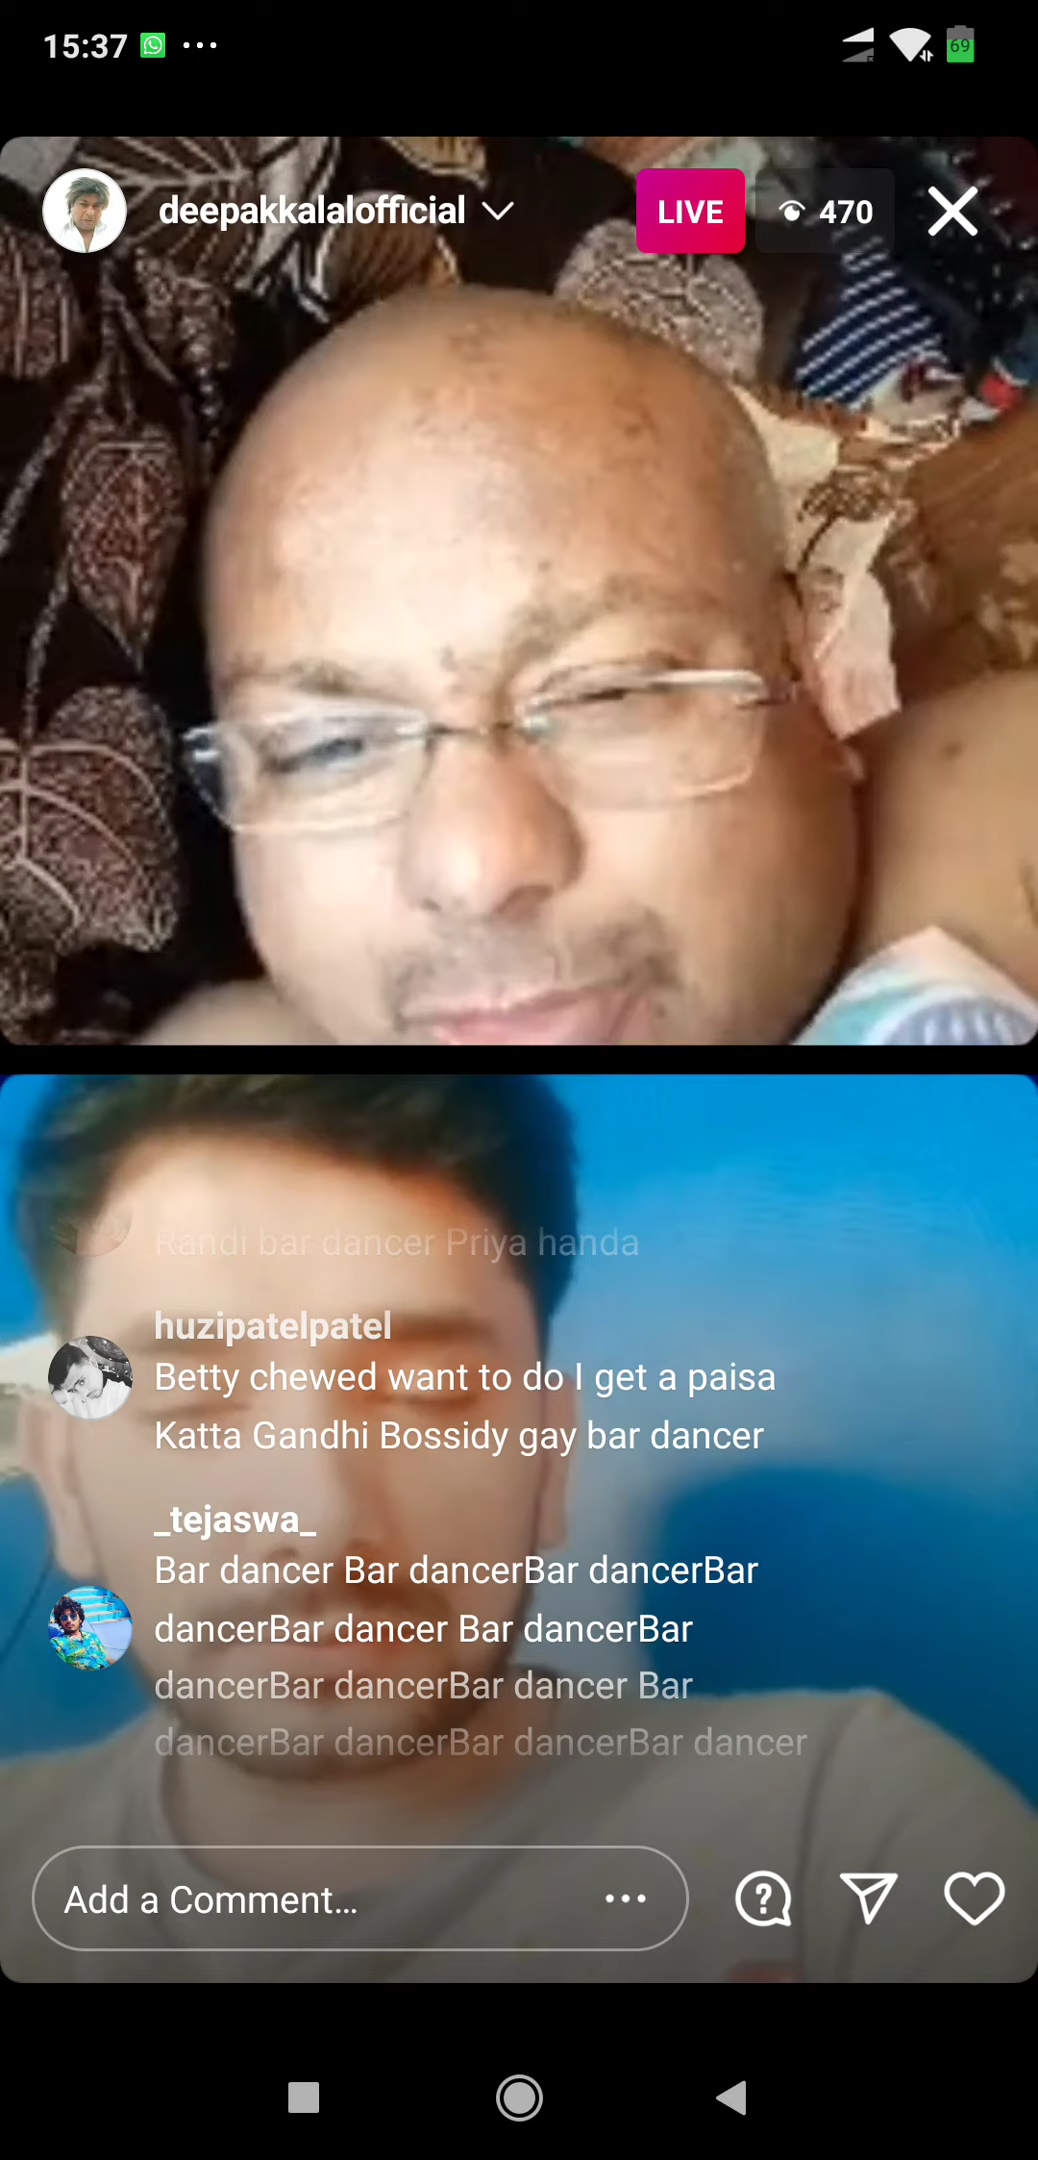 15:37
69
deepakkalalofficial
LIVE
470
Randi bar dancer Priya handa
huzipatelpatel
Betty chewed want to do I get a paisa
Katta Gandhi Bossidy gay bar dancer
_tejaswa_
Bar dancer Bar dancerBar dancerBar
dancerBar dancer Bar dancerBar
dancerBar dancerBar dancer Bar
dancerBar dancerBar dancerBar dancer
Add a Comment...